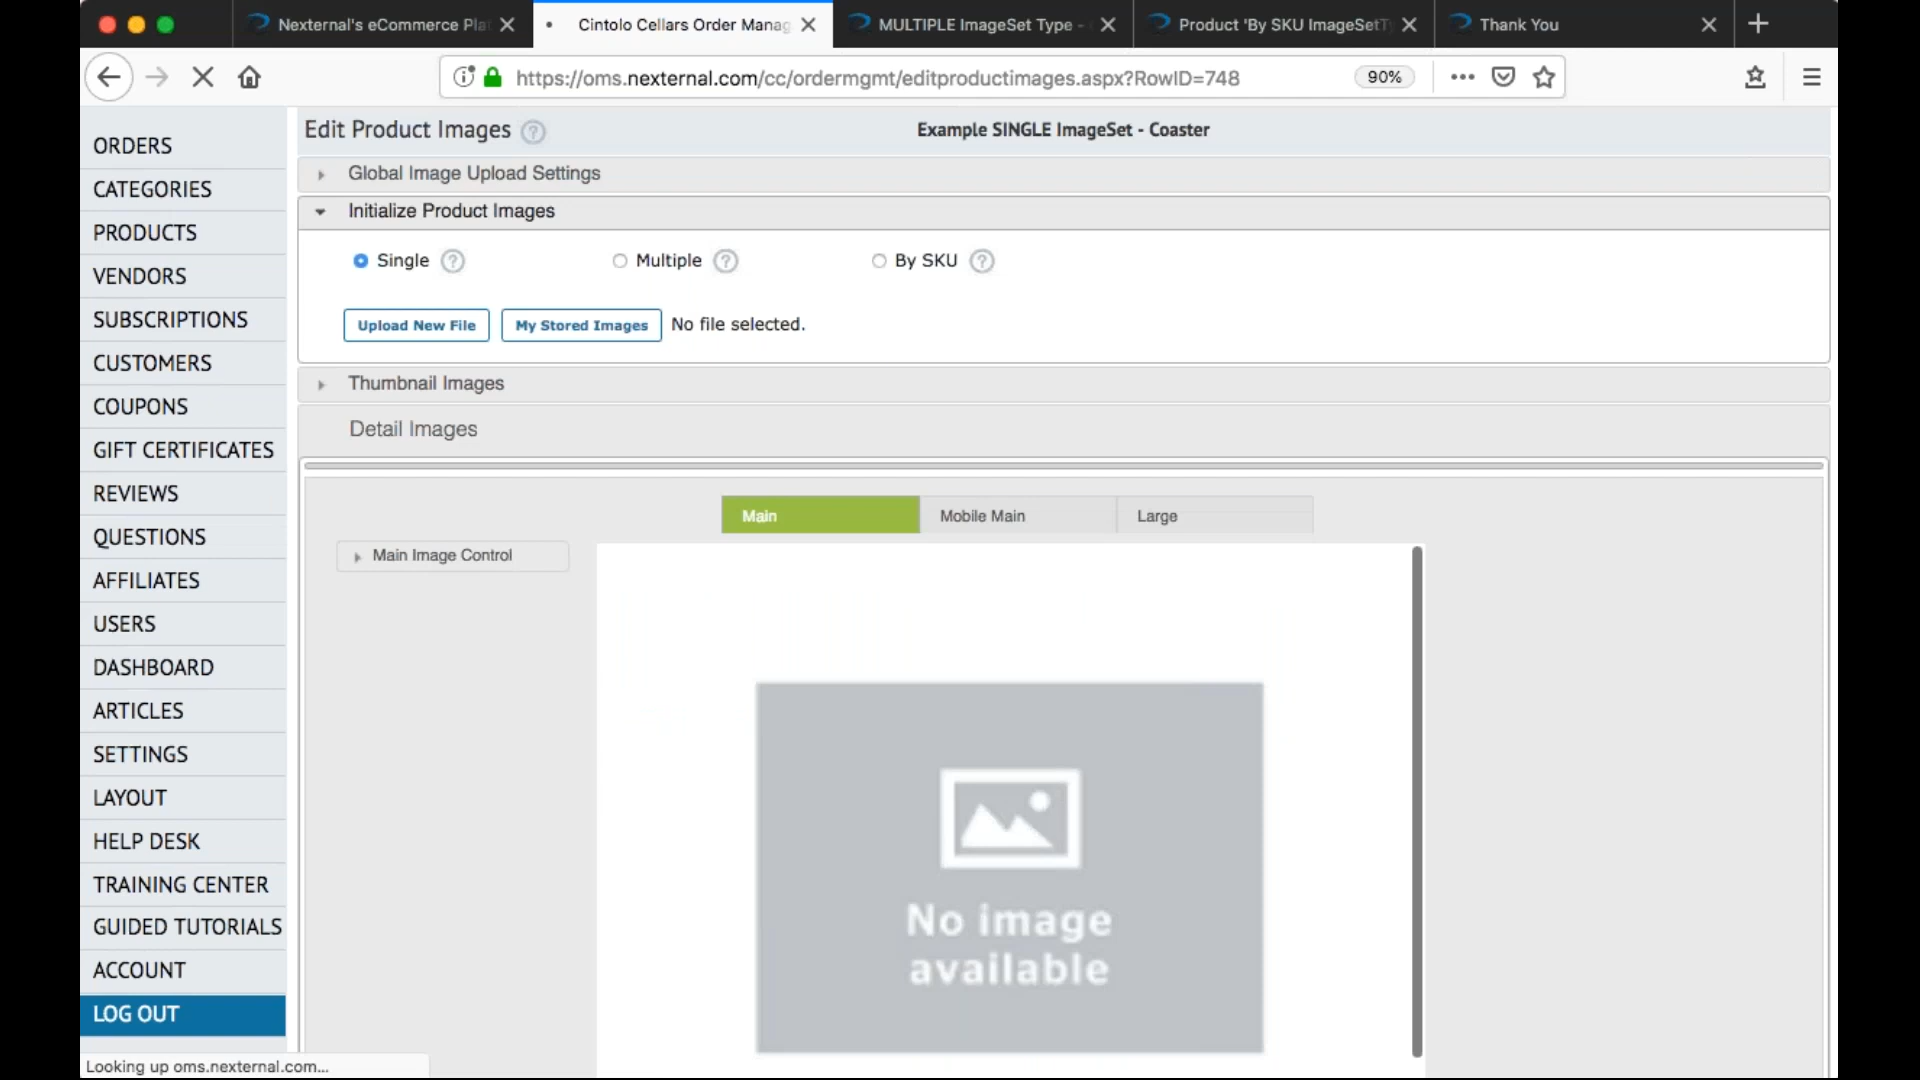 Nexternal's eCommerce Pla
Cintolo Cellars Order Manag
MULTIPLE ImageSet Type -
Product 'By SKU ImageSetT
Thank You
https://oms.nexternal.com/cc/ordermgmt/editproductimages.aspx?RowID=748
90%
ORDERS
CATEGORIES
PRODUCTS
VENDORS
SUBSCRIPTIONS
CUSTOMERS
COUPONS
GIFT CERTIFICATES
REVIEWS
QUESTIONS
AFFILIATES
USERS
DASHBOARD
ARTICLES
SETTINGS
LAYOUT
HELP DESK
TRAINING CENTER
GUIDED TUTORIALS
ACCOUNT
LOG OUT
Edit Product Images ?
Example SINGLE ImageSet - Coaster
Global Image Upload Settings
Initialize Product Images
Single ? Multiple ? By SKU ?
Upload New File My Stored Images No file selected.
Thumbnail Images
Detail Images
Main Mobile Main Large
Main Image Control
No image
available
Looking up oms.nexternal.com...